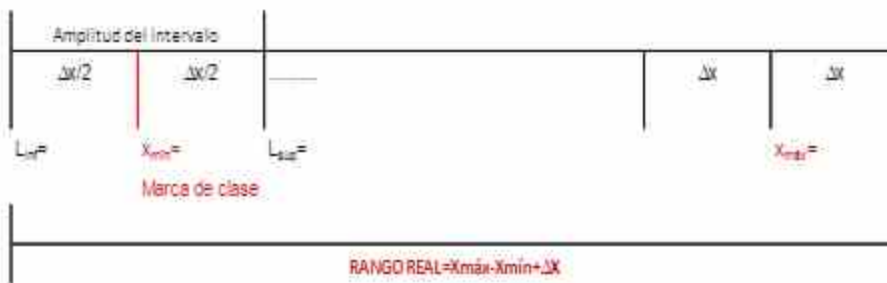 Amplitud del intervalo
Δx/2 Δx/2 ............ Δx Δx
Linf= Xmín= Lsup= Xmáx=
Marca de clase
RANGO REAL=Xmáx-Xmín+ΔX